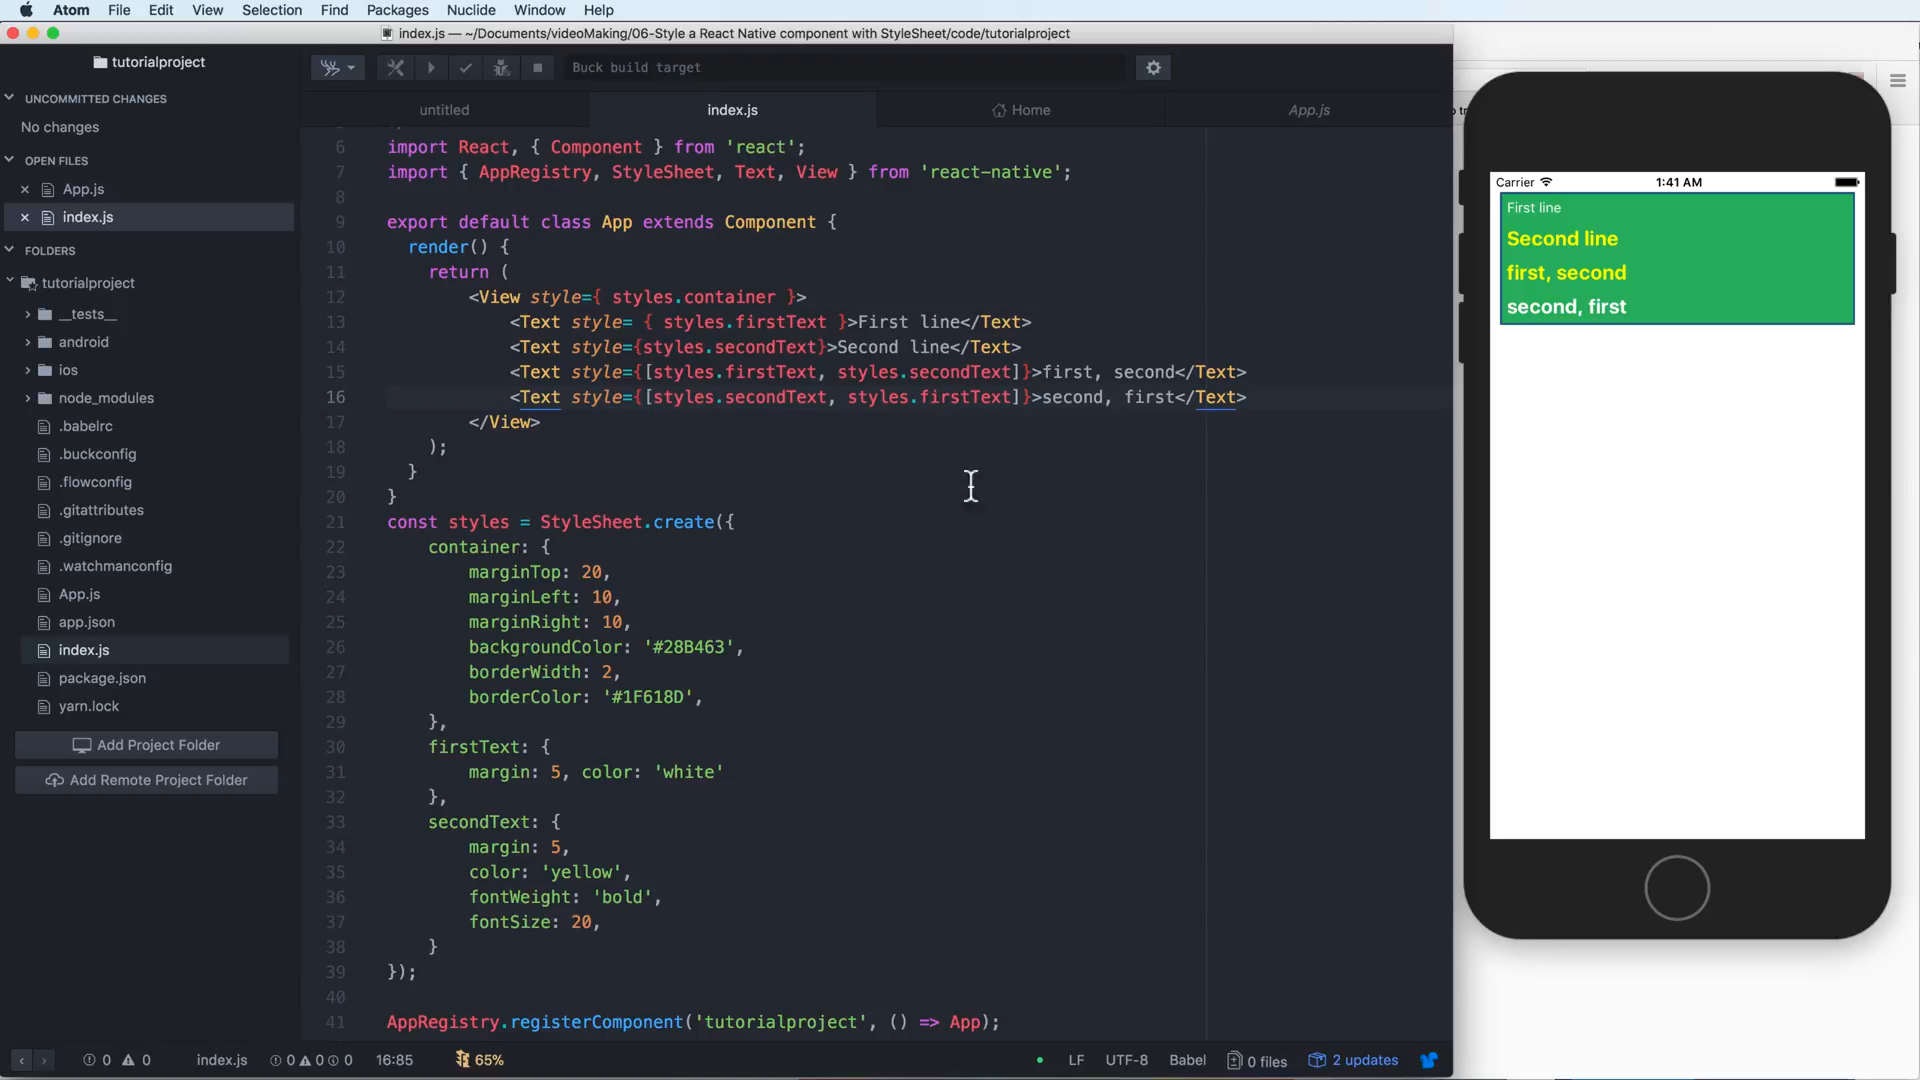 Atom File Edit View Selection Find Packages Nuclide Window Help
index.js — ~/Documents/videoMaking/06-Style a React Native component with StyleSheet/code/tutorialproject
tutorialproject
Buck build target
untitled index.js Home App.js
UNCOMMITTED CHANGES
No changes
OPEN FILES
App.js
index.js
FOLDERS
tutorialproject
__tests__
android
ios
node_modules
.babelrc
.buckconfig
.flowconfig
.gitattributes
.gitignore
.watchmanconfig
App.js
app.json
index.js
package.json
yarn.lock
Add Project Folder
Add Remote Project Folder
6 import React, { Component } from 'react';
7 import { AppRegistry, StyleSheet, Text, View } from 'react-native';
8
9 export default class App extends Component {
10 render() {
11 return (
12 <View style={ styles.container }>
13 <Text style= { styles.firstText }>First line</Text>
14 <Text style={styles.secondText}>Second line</Text>
15 <Text style={[styles.firstText, styles.secondText]}>first, second</Text>
16 <Text style={[styles.secondText, styles.firstText]}>second, first</Text>
17 </View>
18 );
19 }
20 }
21 const styles = StyleSheet.create({
22 container: {
23 marginTop: 20,
24 marginLeft: 10,
25 marginRight: 10,
26 backgroundColor: '#28B463',
27 borderWidth: 2,
28 borderColor: '#1F618D',
29 },
30 firstText: {
31 margin: 5, color: 'white'
32 },
33 secondText: {
34 margin: 5,
35 color: 'yellow',
36 fontWeight: 'bold',
37 fontSize: 20,
38 }
39 });
40
41 AppRegistry.registerComponent('tutorialproject', () => App);
0 0 index.js 0 0 0 16:85 65% LF UTF-8 Babel 0 files 2 updates
Carrier 1:41 AM
First line
Second line
first, second
second, first